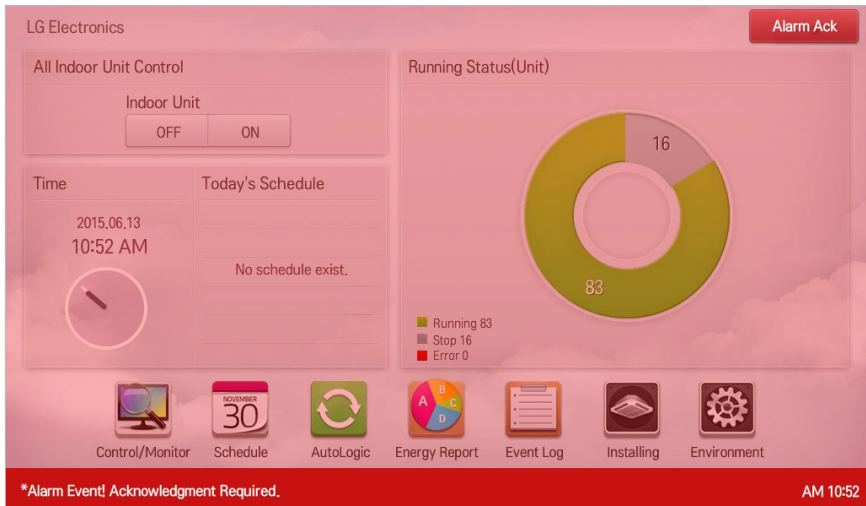 LG Electronics
Alarm Ack
All Indoor Unit Control
Indoor Unit
OFF ON
Time
2015.06.13
10:52 AM
Today's Schedule
No schedule exist.
Running Status(Unit)
16
83
Running 83
Stop 16
Error 0
A B C D
NOVEMBER
30
Control/Monitor Schedule AutoLogic Energy Report Event Log Installing Environment
*Alarm Event! Acknowledgment Required. AM 10:52